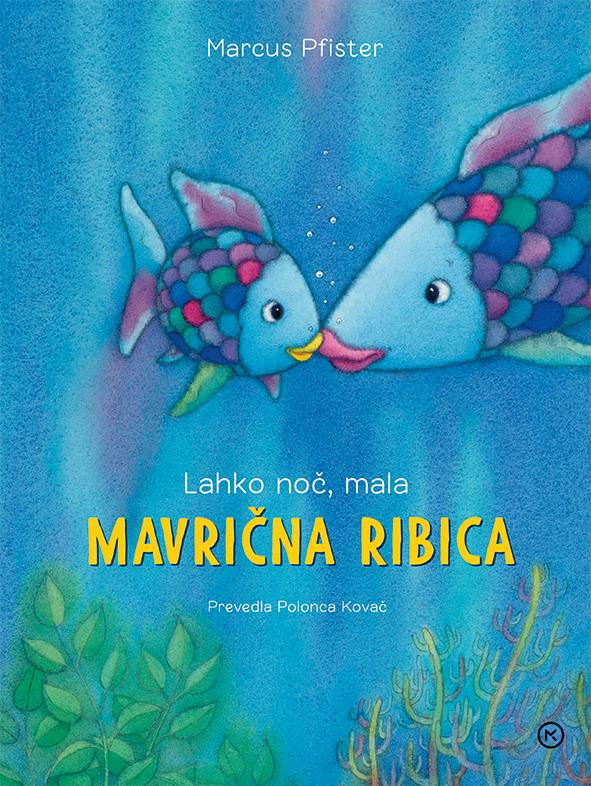 Marcus Pfister
Lahko noč, mala
MAVRIČNA RIBICA
Prevedla Polonca Kovač